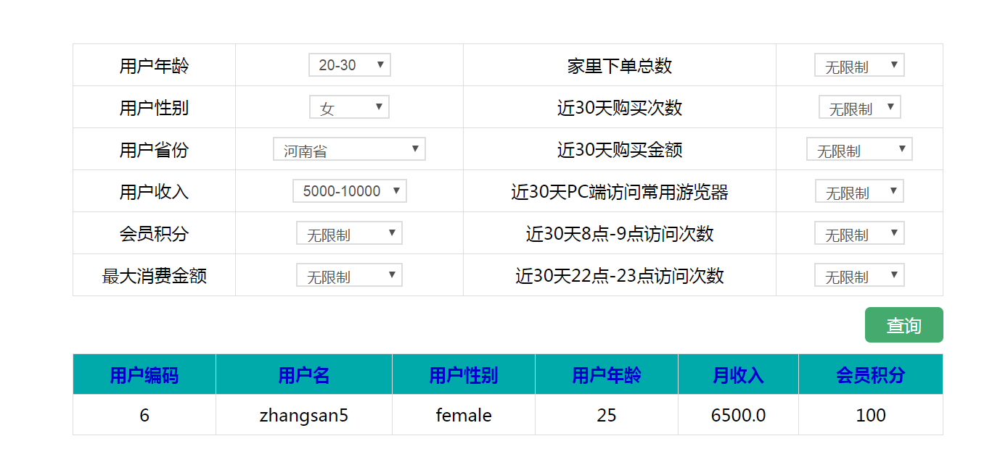 用户年龄 20-30 家里下单总数 无限制
用户性别 女 近30天购买次数 无限制
用户省份 河南省 近30天购买金额 无限制
用户收入 5000-10000 近30天PC端访问常用游览器 无限制
会员积分 无限制 近30天8点-9点访问次数 无限制
最大消费金额 无限制 近30天22点-23点访问次数 无限制
查询
用户编码 用户名 用户性别 用户年龄 月收入 会员积分
6 zhangsan5 female 25 6500.0 100